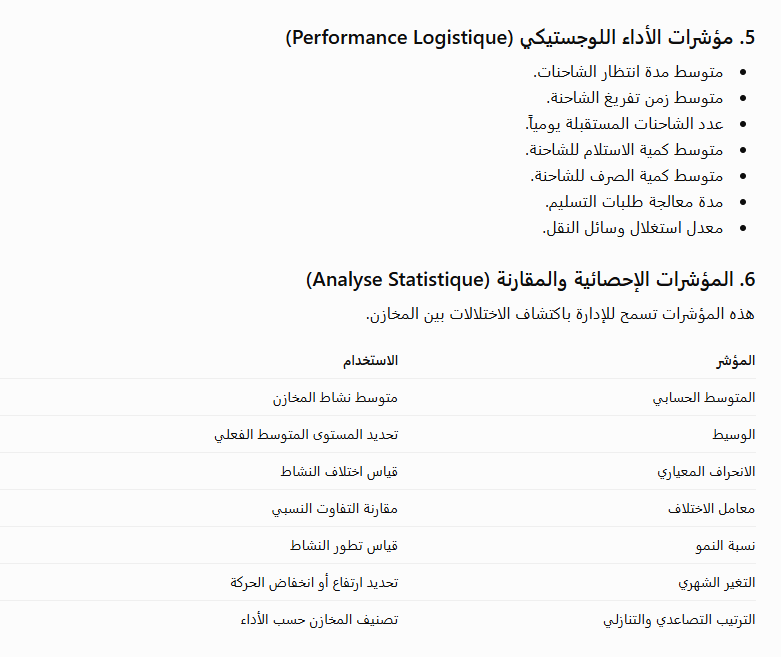 5. مؤشرات الأداء اللوجستيكي (Performance Logistique)
• متوسط مدة انتظار الشاحنات.
• متوسط زمن تفريغ الشاحنة.
• عدد الشاحنات المستقبلة يومياً.
• متوسط كمية الاستلام للشاحنة.
• متوسط كمية الصرف للشاحنة.
• مدة معالجة طلبات التسليم.
• معدل استغلال وسائل النقل.
6. المؤشرات الإحصائية والمقارنة (Analyse Statistique)
هذه المؤشرات تسمح للإدارة باكتشاف الاختلالات بين المخازن.
المؤشر الاستخدام
المتوسط الحسابي متوسط نشاط المخازن
الوسيط تحديد المستوى المتوسط الفعلي
الانحراف المعياري قياس اختلاف النشاط
معامل الاختلاف مقارنة التفاوت النسبي
نسبة النمو قياس تطور النشاط
التغير الشهري تحديد ارتفاع أو انخفاض الحركة
الترتيب التصاعدي والتنازلي تصنيف المخازن حسب الأداء